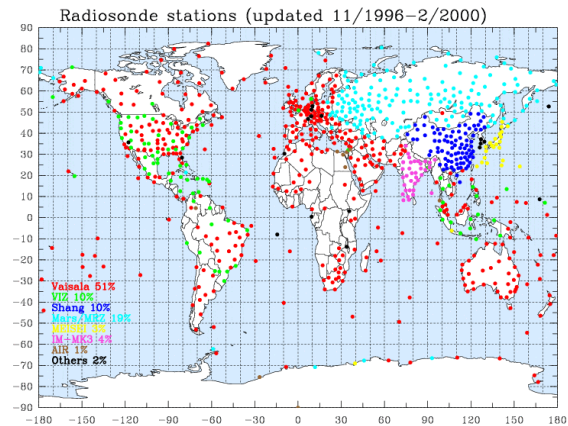 Radiosonde stations (updated 11/1996−2/2000)
90
80
70
60
50
40
30
20
10
0
−10
−20
−30
−40
−50
−60
−70
−80
−90
Vaisala 51%
VIZ 10%
Shang 10%
Mars/MRZ 19%
MEISEI 3%
IM−MK3 4%
AIR 1%
Others 2%
−180 −150 −120 −90 −60 −30 0 30 60 90 120 150 180